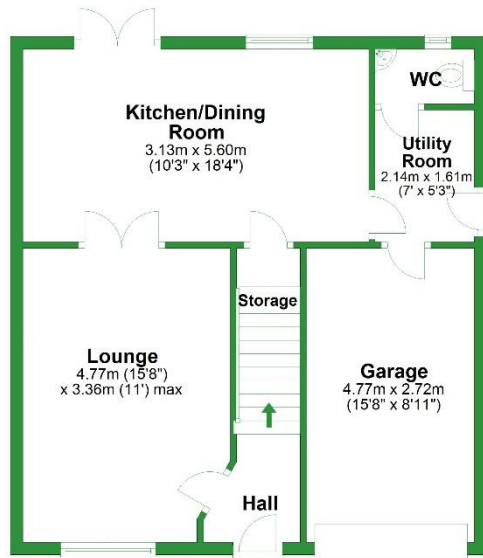 WC
Kitchen/Dining
Room
3.13m x 5.60m
(10'3" x 18'4")
Utility
Room
2.14m x 1.61m
(7' x 5'3")
Storage
Lounge
4.77m (15'8")
x 3.36m (11') max
Garage
4.77m x 2.72m
(15'8" x 8'11")
Hall